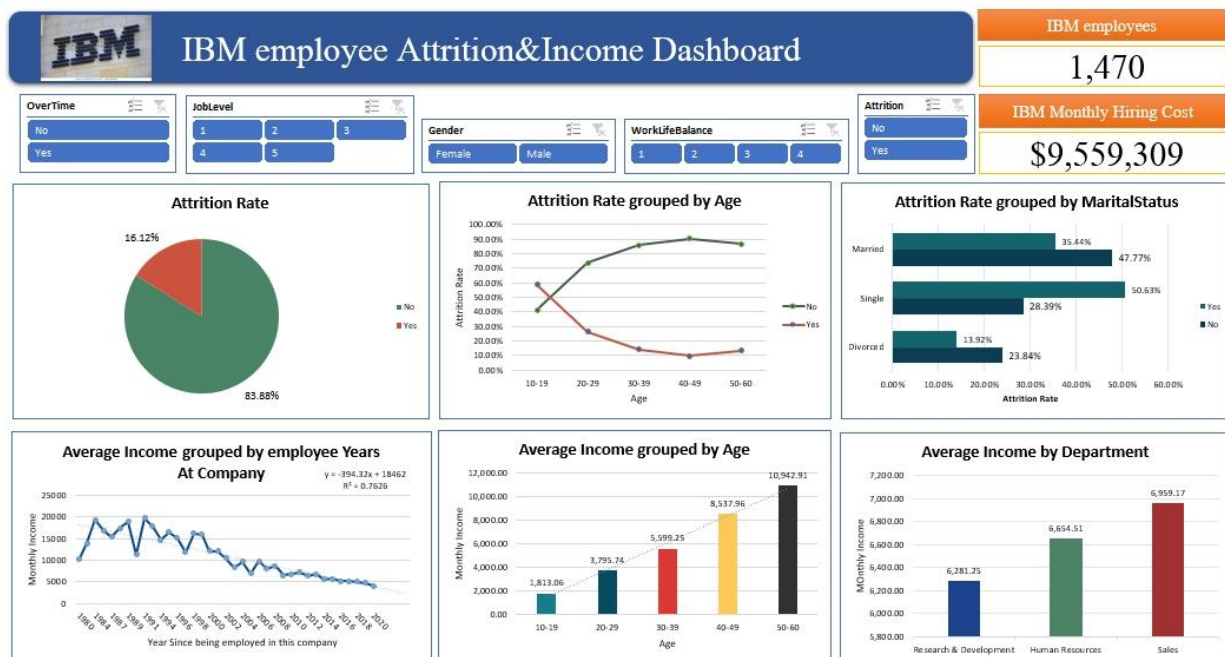 IBM
IBM employee Attrition&Income Dashboard
IBM employees
1,470
IBM Monthly Hiring Cost
$9,559,309
OverTime
No
Yes
JobLevel
1 2 3
4 5
Gender
Female Male
WorkLifeBalance
1 2 3 4
Attrition
No
Yes
Attrition Rate
16.12%
83.88%
No
Yes
Attrition Rate grouped by Age
100.00%
90.00%
80.00%
70.00%
60.00%
50.00%
40.00%
30.00%
20.00%
10.00%
0.00%
Attrition Rate
10-19 20-29 30-39 40-49 50-60
Age
No
Yes
Attrition Rate grouped by MaritalStatus
Married
35.44%
47.77%
Single
50.63%
28.39%
Divorced
13.92%
23.84%
0.00% 10.00% 20.00% 30.00% 40.00% 50.00% 60.00%
Attrition Rate
Yes
No
Average Income grouped by employee Years
At Company
y = -394.32x + 18462
R² = 0.7626
25000
20000
15000
10000
5000
0
Monthly Income
1980 1984 1987 1989 1991 1994 1996 1998 2000 2002 2004 2006 2008 2010 2012 2014 2016 2018 2020
Year Since being employed in this company
Average Income grouped by Age
12,000.00
10,000.00
8,000.00
6,000.00
4,000.00
2,000.00
0.00
Monthly Income
1,813.06
3,795.74
5,599.25
8,537.96
10,942.91
10-19 20-29 30-39 40-49 50-60
Age
Average Income by Department
7,200.00
7,000.00
6,800.00
6,600.00
6,400.00
6,200.00
6,000.00
5,800.00
MOnthly Income
6,281.25
6,654.51
6,959.17
Research & Development Human Resources Sales